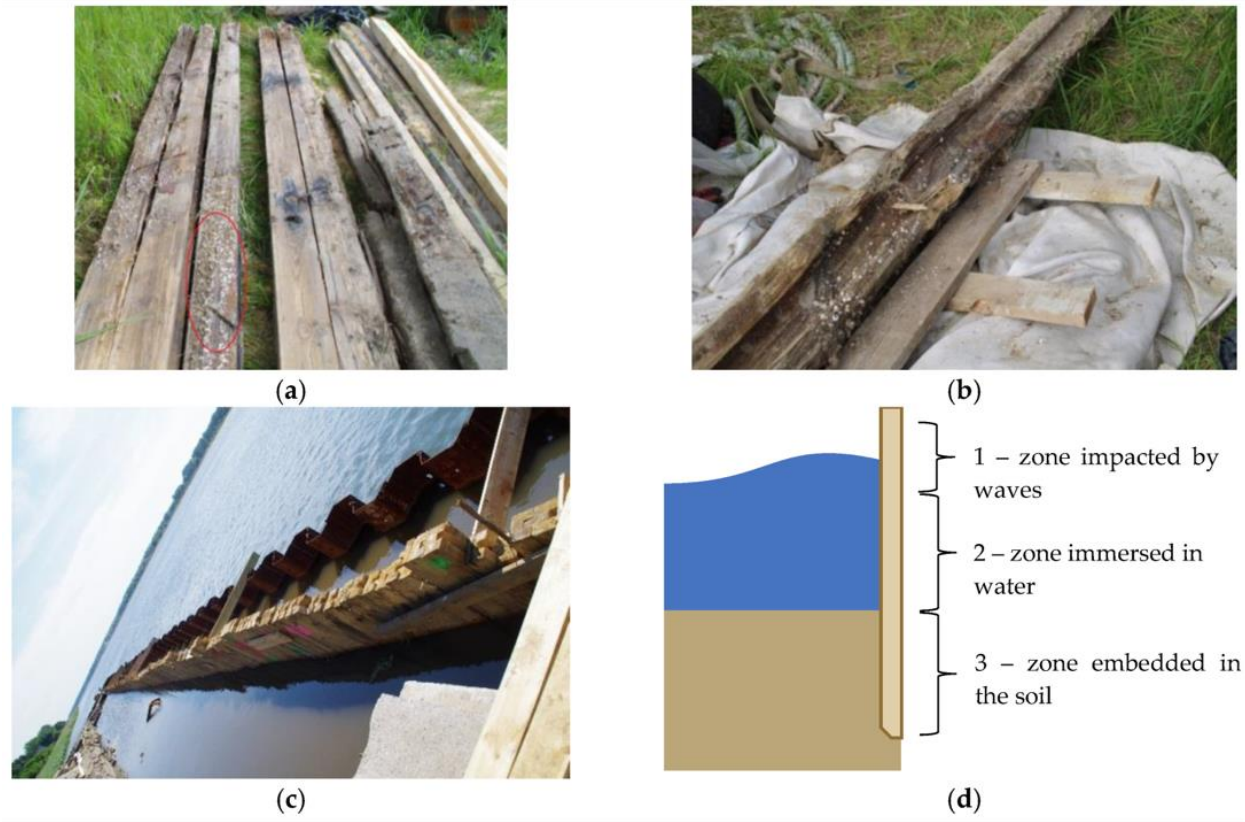 (a)
(b)
1 – zone impacted by
waves
2 – zone immersed in
water
3 – zone embedded in
the soil
(c)
(d)